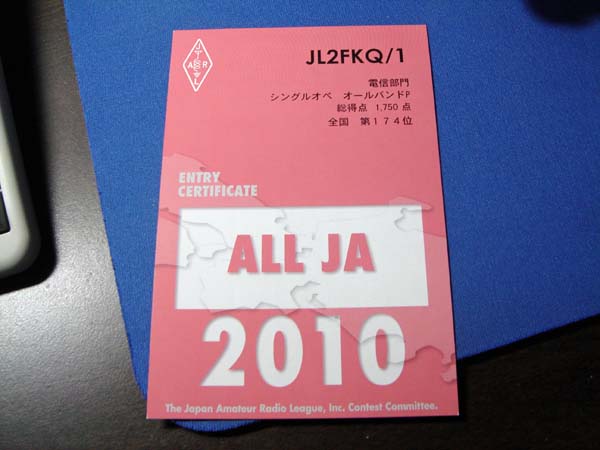 JARL
JL2FKQ/1
電信部門
シングルオペ オールバンドP
総得点 1,750 点
全国 第174位
ENTRY
CERTIFICATE
ALL JA
2010
The Japan Amateur Radio League, Inc. Contest Committee.